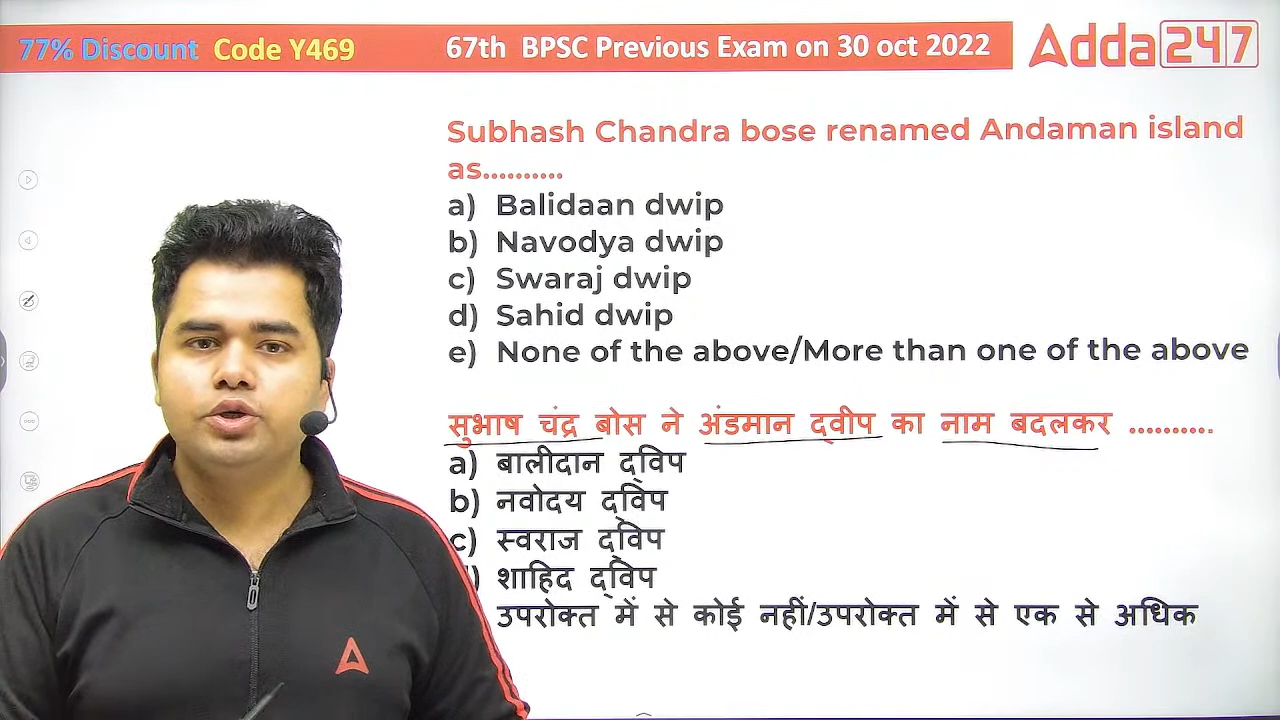 77% Discount Code Y469
67th BPSC Previous Exam on 30 oct 2022
Adda247
Subhash Chandra bose renamed Andaman island
as..........
a) Balidaan dwip
b) Navodya dwip
c) Swaraj dwip
d) Sahid dwip
e) None of the above/More than one of the above
सुभाष चंद्र बोस ने अंडमान द्वीप का नाम बदलकर ..........
a) बालीदान द्विप
b) नवोदय द्विप
c) स्वराज द्विप
) शाहिद द्विप
उपरोक्त में से कोई नहीं/उपरोक्त में से एक से अधिक